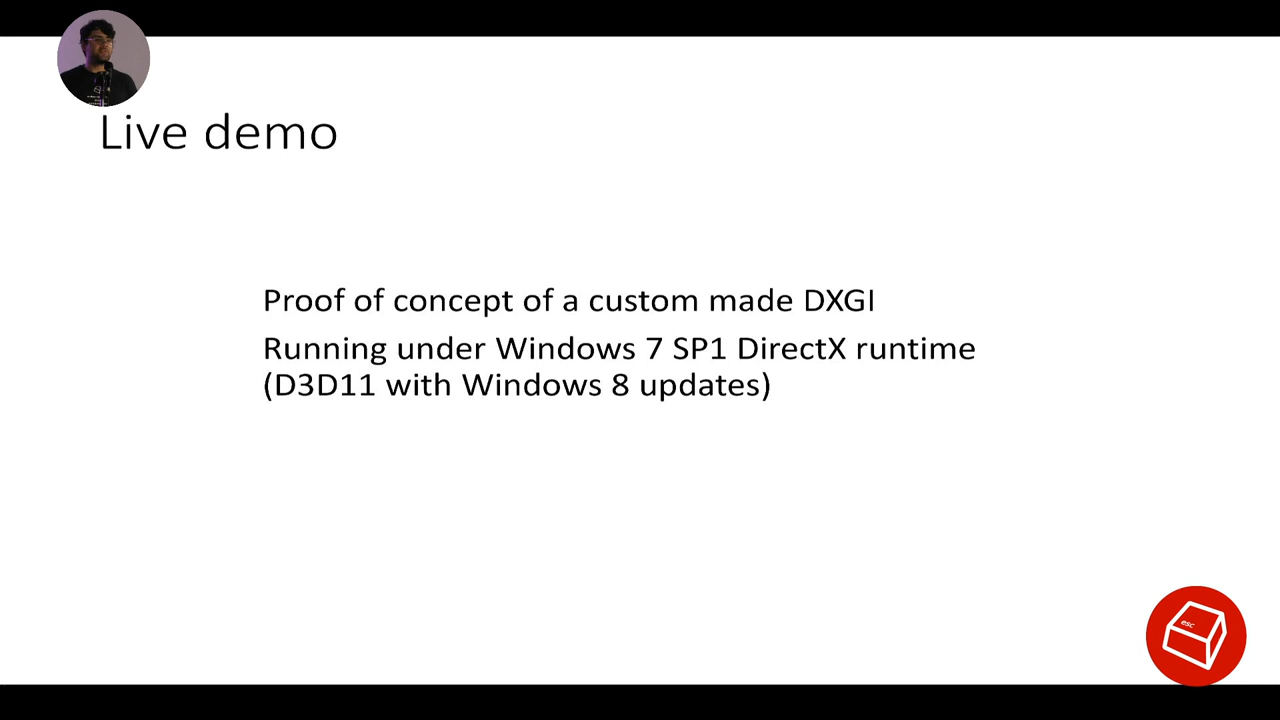 Live demo
Proof of concept of a custom made DXGI
Running under Windows 7 SP1 DirectX runtime
(D3D11 with Windows 8 updates)
esc